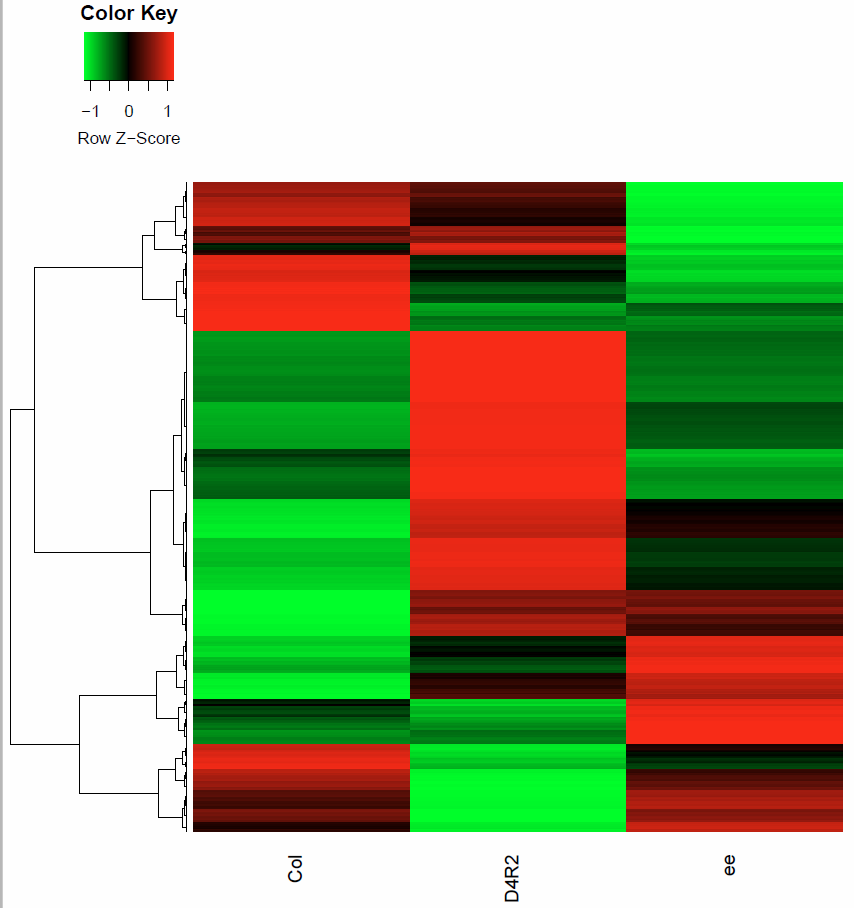 Color Key
−1 0 1
Row Z−Score
Col
D4R2
ee